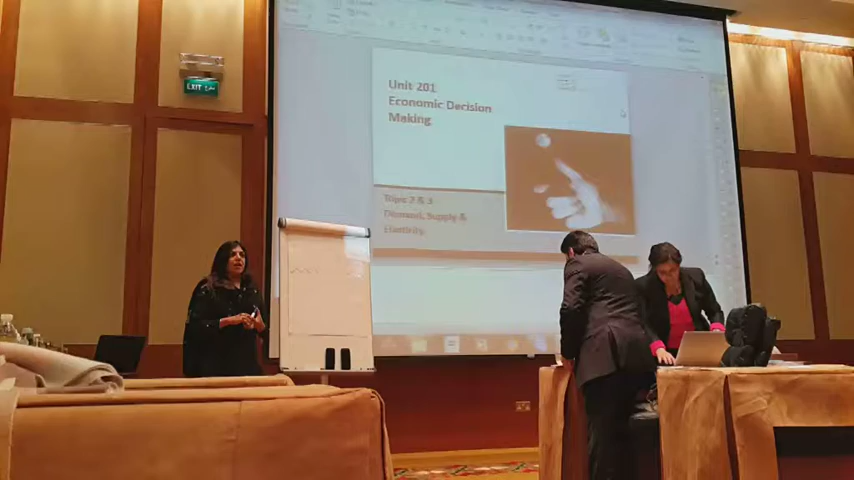 EXIT
Unit 201
Economic Decision
Making
Topic 2 & 3
Demand, Supply &
Elasticity